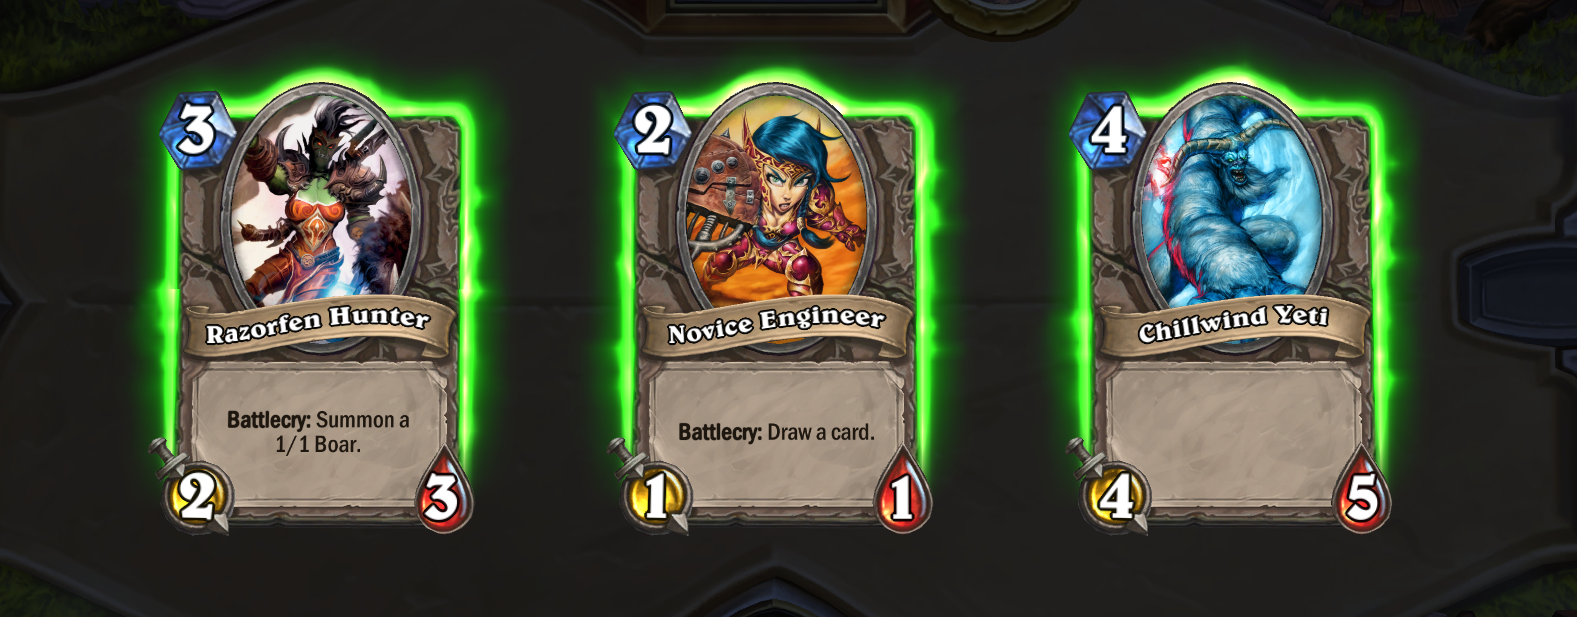 3
Razorfen Hunter
Battlecry: Summon a
1/1 Boar.
2
3
2
Novice Engineer
Battlecry: Draw a card.
1
1
4
Chillwind Yeti
4
5